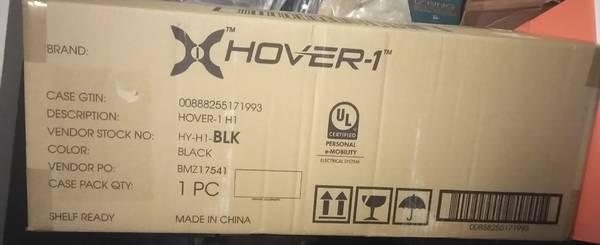 BRAND:
HOVER-1™
CASE GTIN: 00888255171993
DESCRIPTION: HOVER-1 H1
VENDOR STOCK NO: HY-H1-BLK
COLOR: BLACK
VENDOR PO: BMZ17541
CASE PACK QTY: 1 PC
SHELF READY MADE IN CHINA
UL
CERTIFIED
PERSONAL
e-MOBILITY
ELECTRICAL SYSTEM
00888255171993